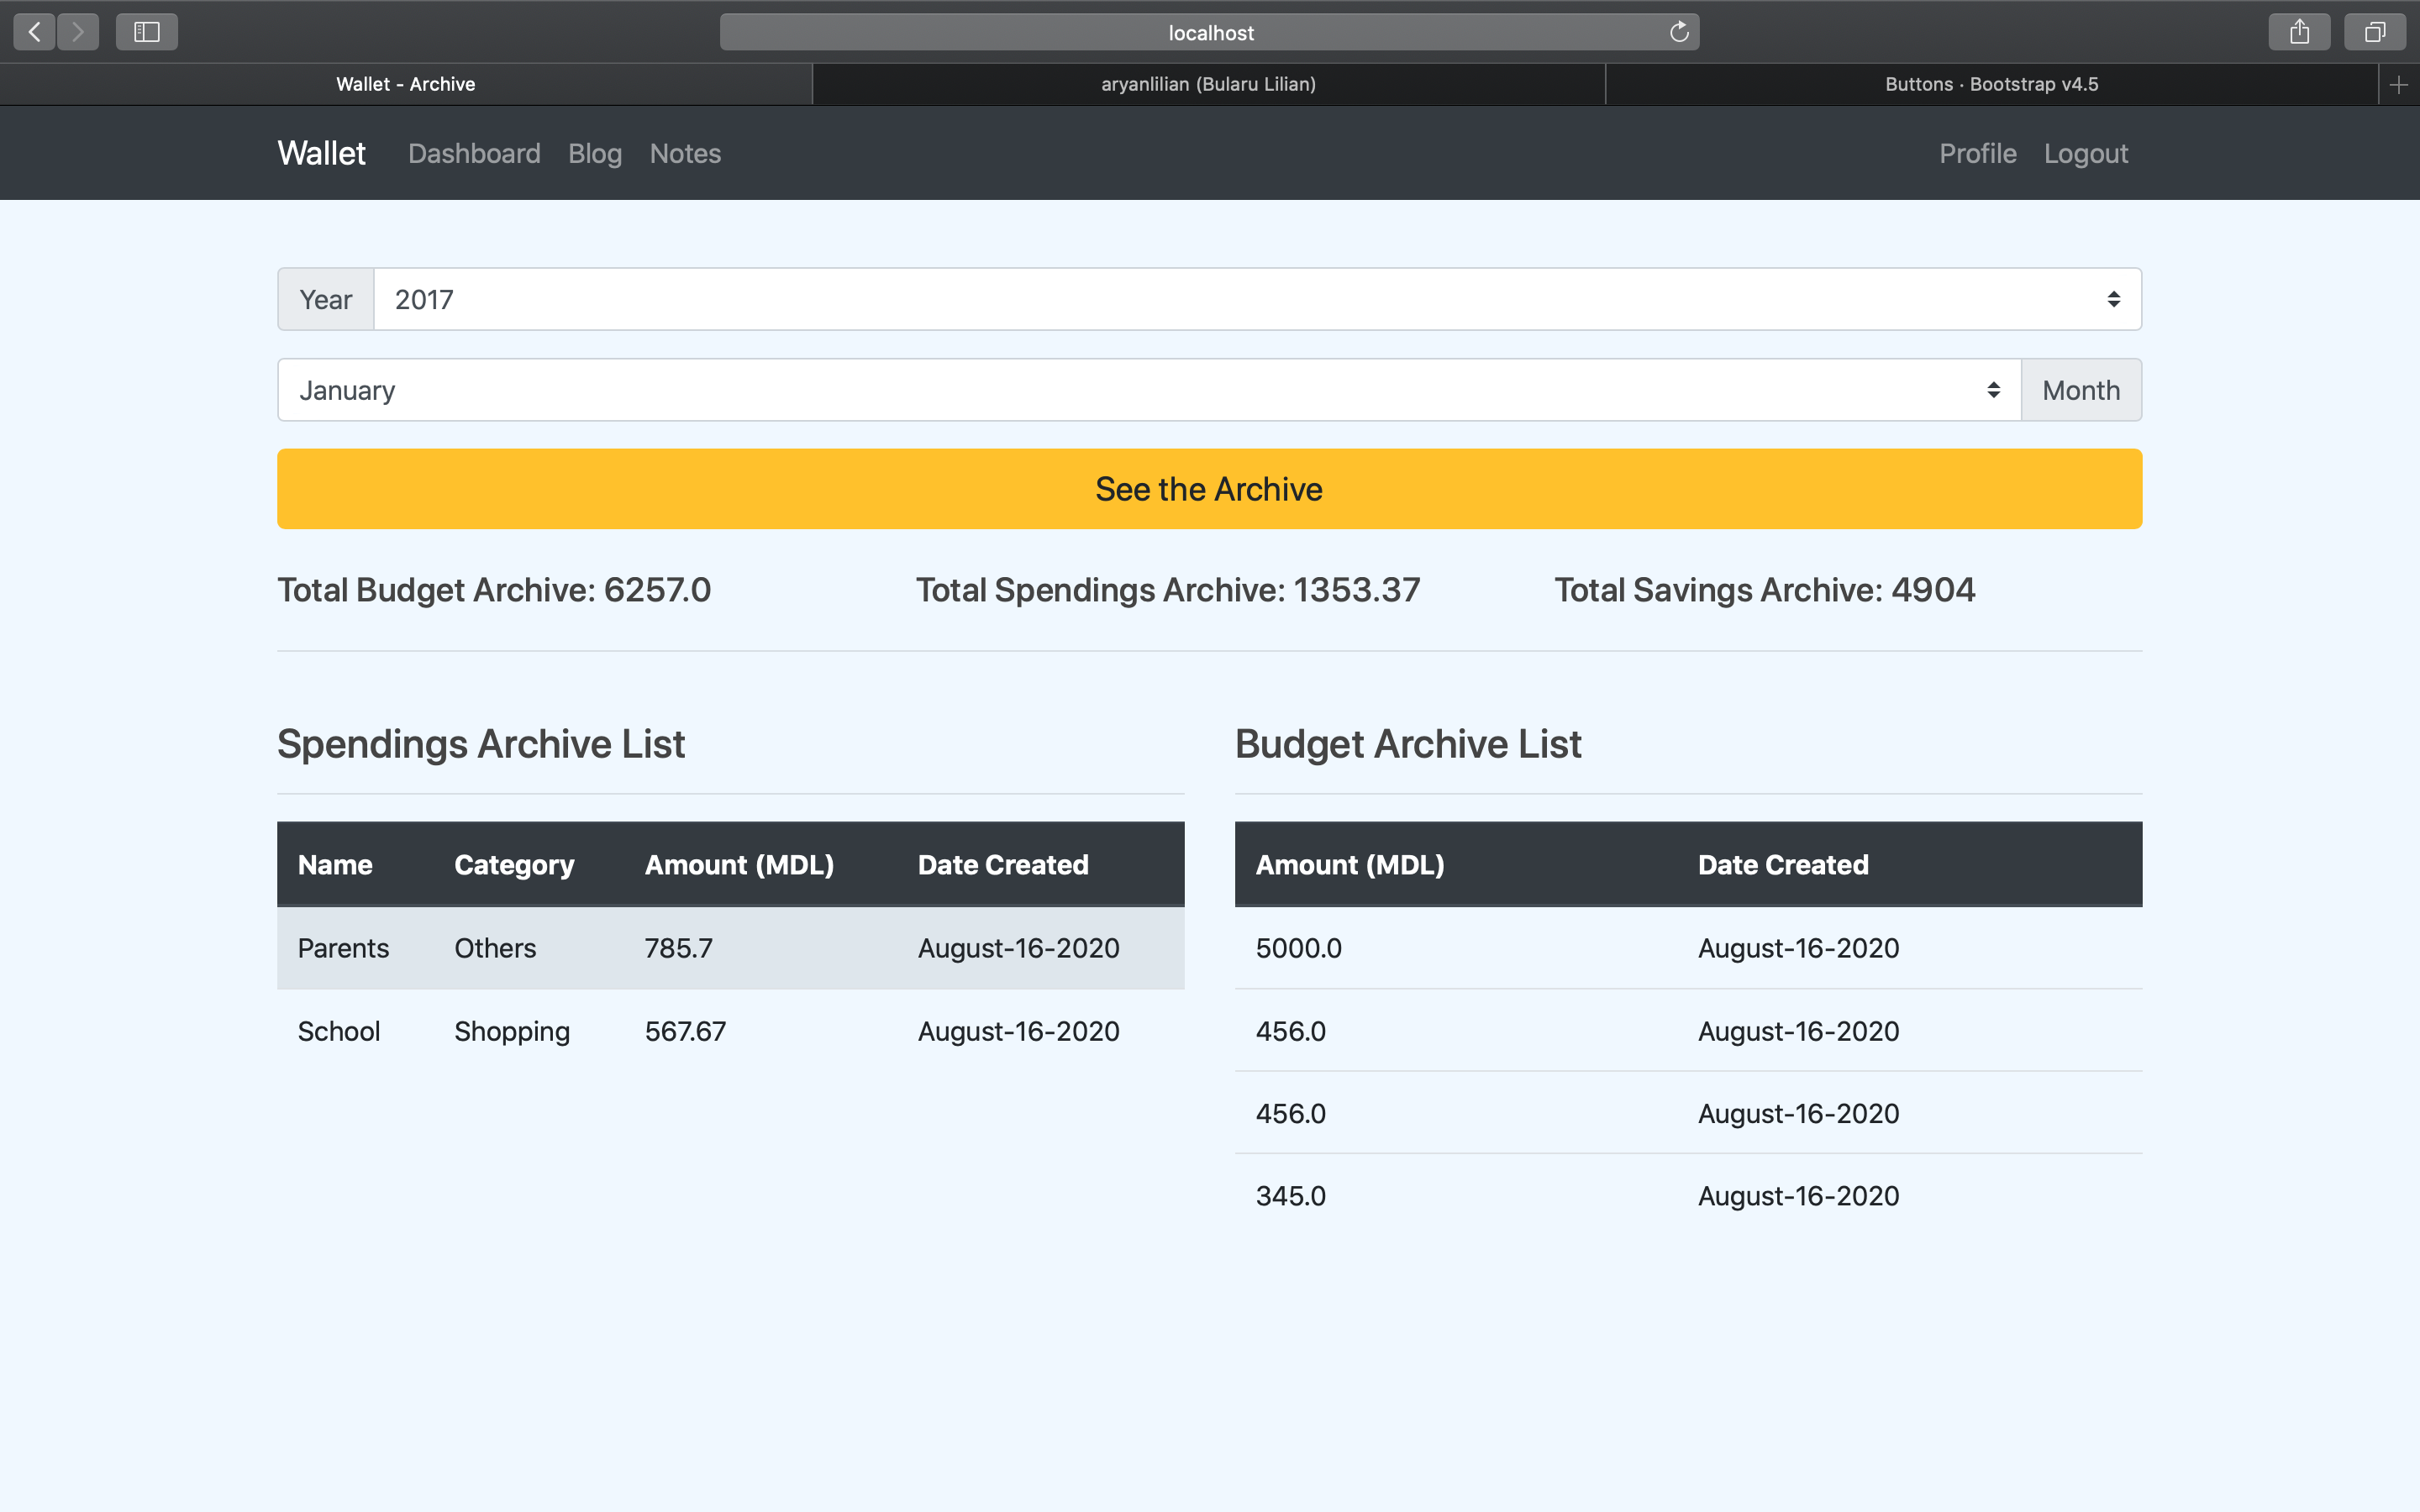 localhost
Wallet - Archive
aryanlilian (Bularu Lilian)
Buttons · Bootstrap v4.5
Wallet Dashboard Blog Notes Profile Logout
Year 2017
January Month
See the Archive
Total Budget Archive: 6257.0 Total Spendings Archive: 1353.37 Total Savings Archive: 4904
Spendings Archive List
Name Category Amount (MDL) Date Created
Parents Others 785.7 August-16-2020
School Shopping 567.67 August-16-2020
Budget Archive List
Amount (MDL) Date Created
5000.0 August-16-2020
456.0 August-16-2020
456.0 August-16-2020
345.0 August-16-2020